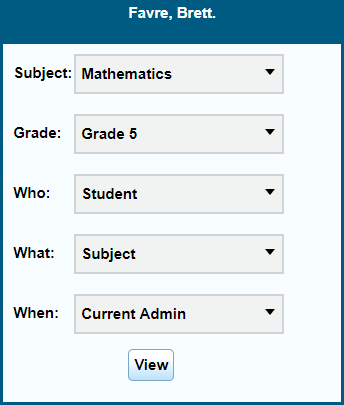 Favre, Brett.
Subject: Mathematics
Grade: Grade 5
Who: Student
What: Subject
When: Current Admin
View